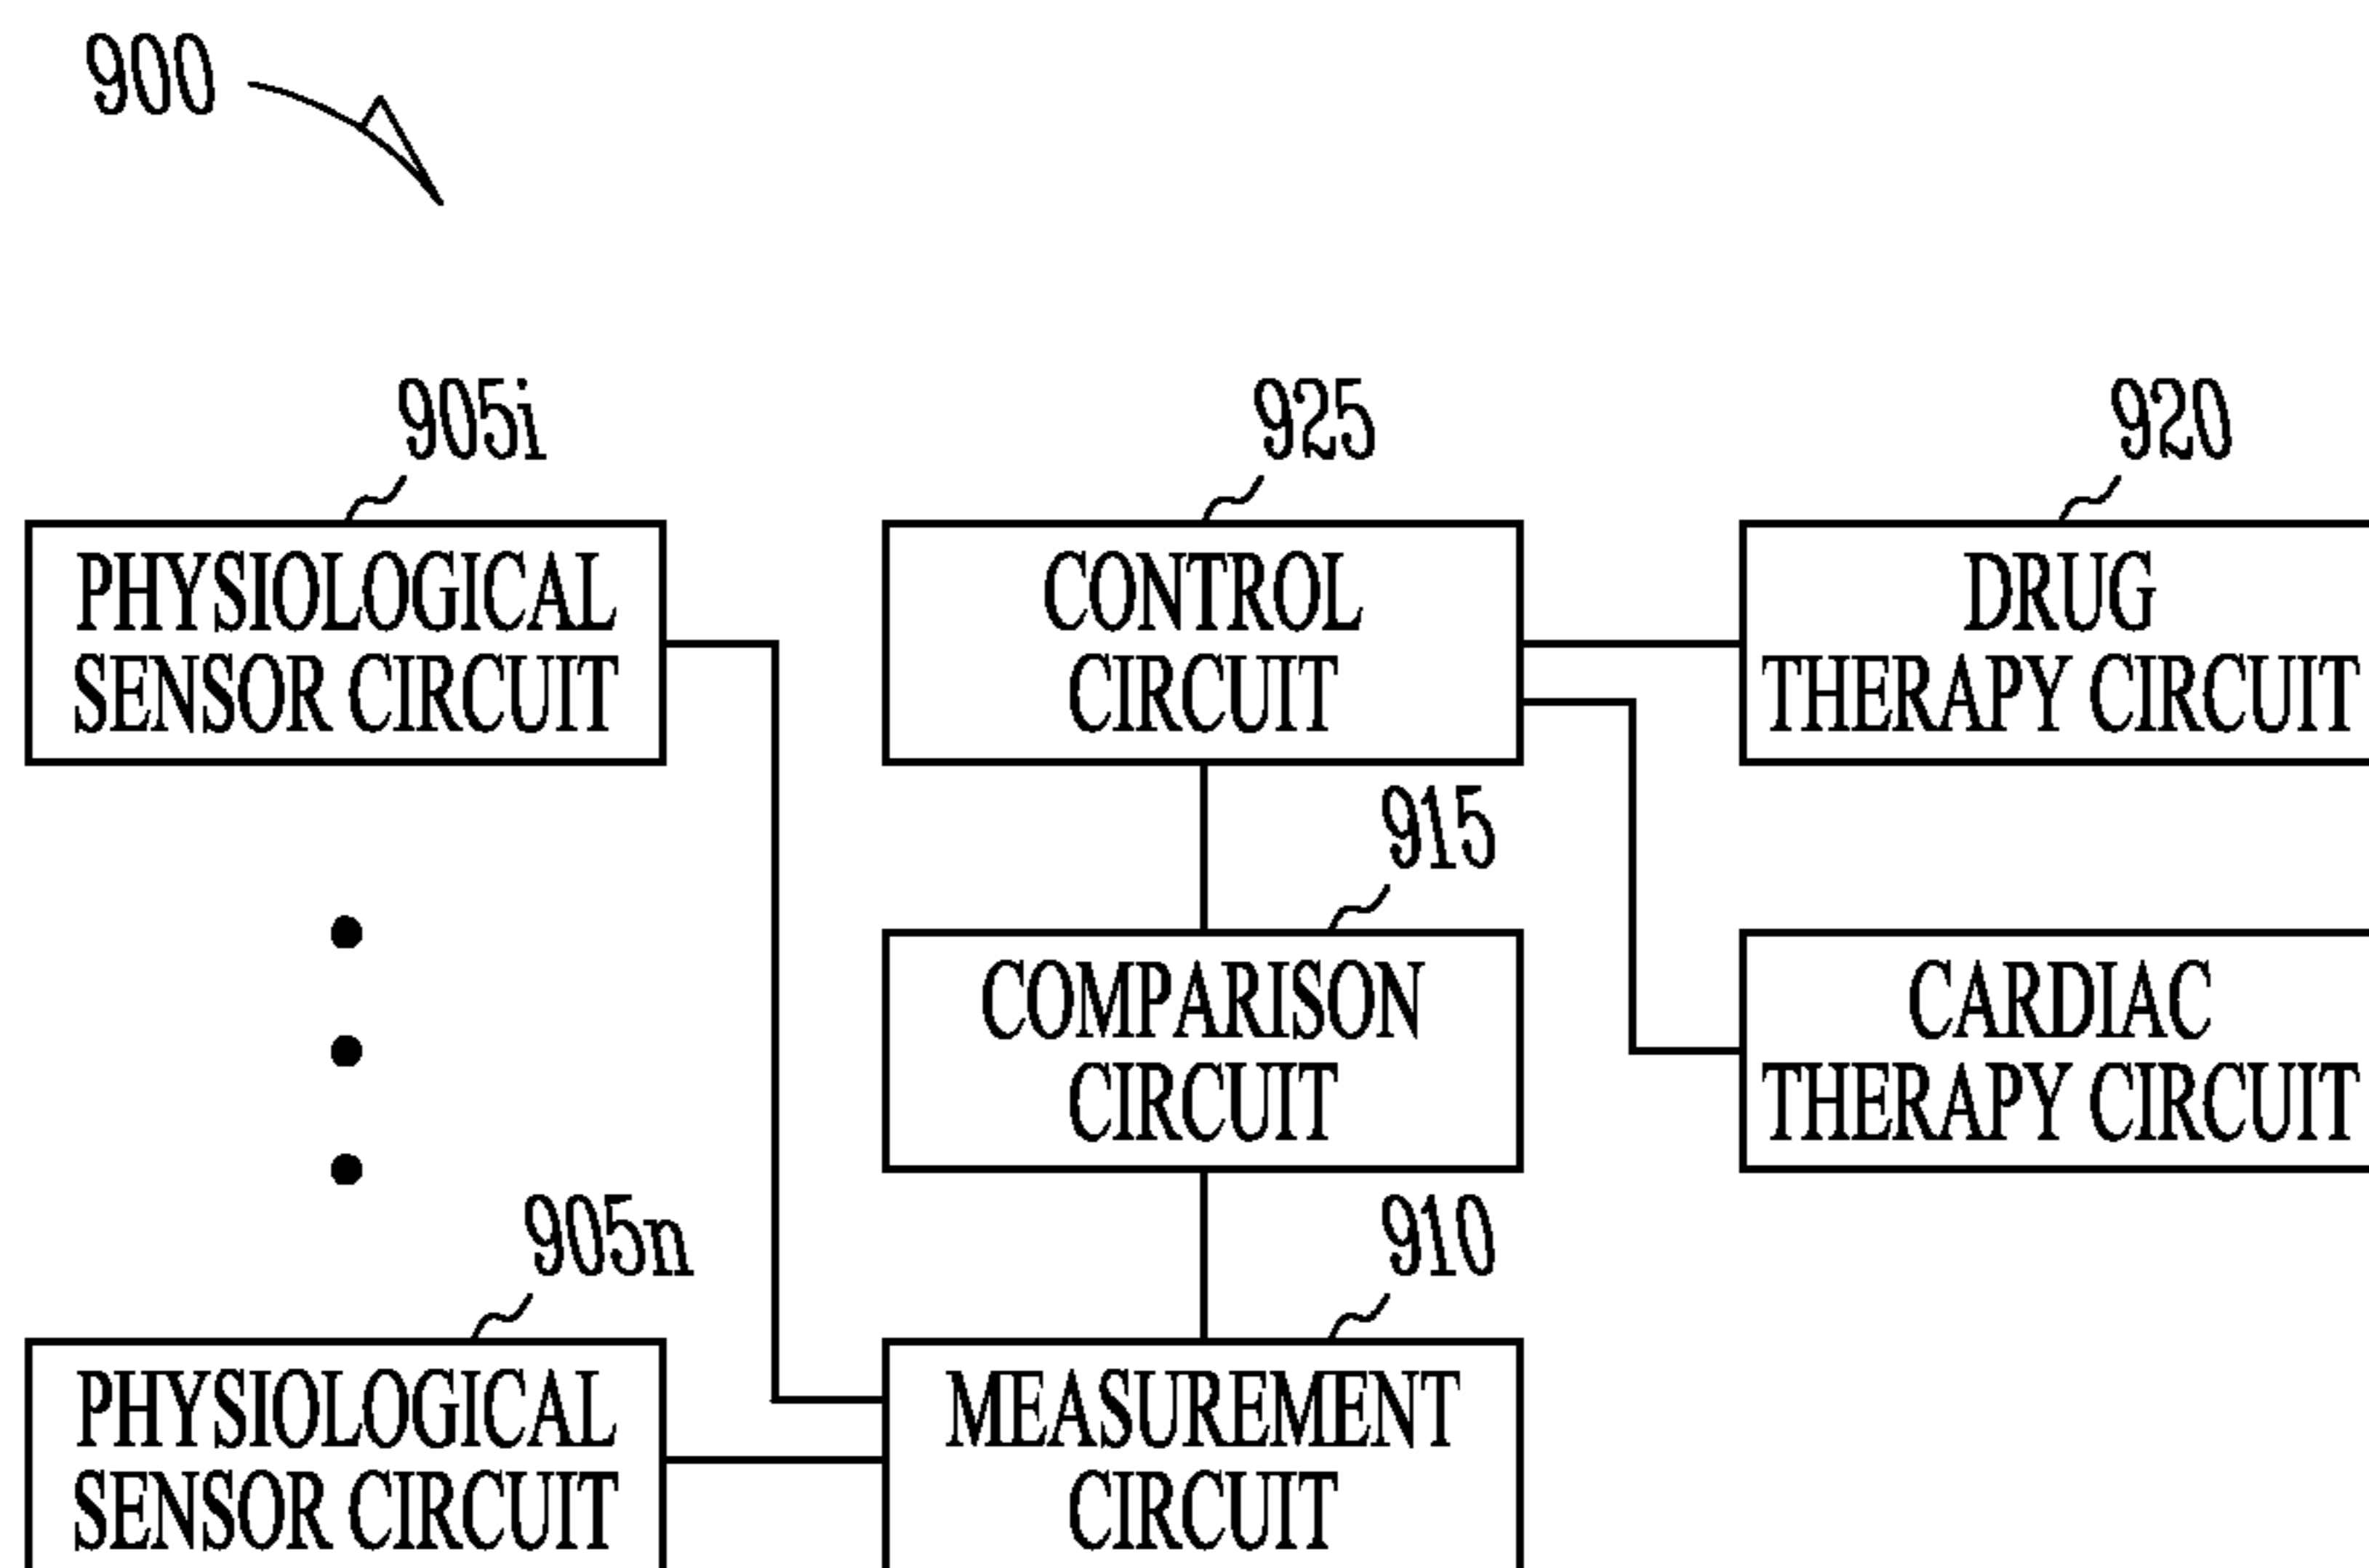 900
905i
925
920
PHYSIOLOGICAL
SENSOR CIRCUIT
CONTROL
CIRCUIT
DRUG
THERAPY CIRCUIT
915
COMPARISON
CIRCUIT
CARDIAC
THERAPY CIRCUIT
905n
910
PHYSIOLOGICAL
SENSOR CIRCUIT
MEASUREMENT
CIRCUIT